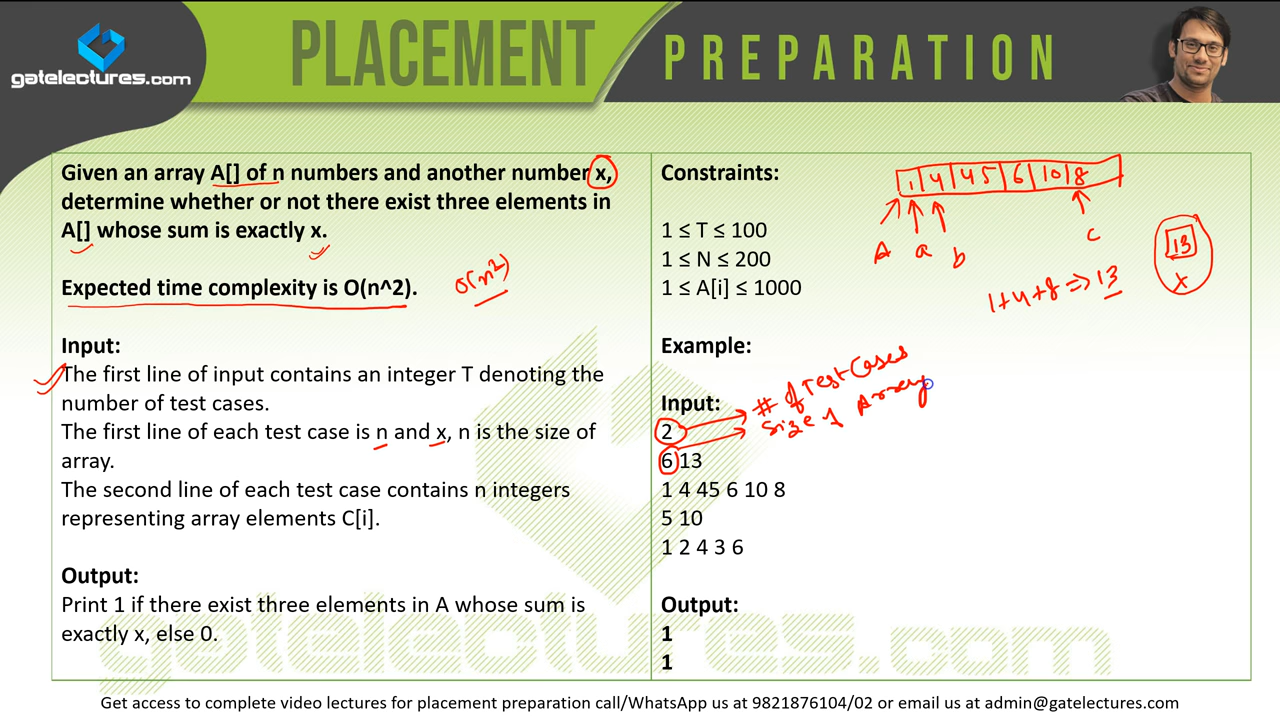 gatelectures.com
PLACEMENT PREPARATION
Given an array A[] of n numbers and another number x,
determine whether or not there exist three elements in
A[] whose sum is exactly x.
Expected time complexity is O(n^2).
O(n²)
Input:
The first line of input contains an integer T denoting the
number of test cases.
The first line of each test case is n and x, n is the size of
array.
The second line of each test case contains n integers
representing array elements C[i].
Output:
Print 1 if there exist three elements in A whose sum is
exactly x, else 0.
Constraints:
1 ≤ T ≤ 100
1 ≤ N ≤ 200
1 ≤ A[i] ≤ 1000
1 4 45 6 10 8
A a b c
13
x
1+4+8 => 13
Example:
Input:
2
# of Test Cases
6 13
Size of Array
1 4 45 6 10 8
5 10
1 2 4 3 6
Output:
1
1
gatelectures.com
Get access to complete video lectures for placement preparation call/WhatsApp us at 9821876104/02 or email us at admin@gatelectures.com